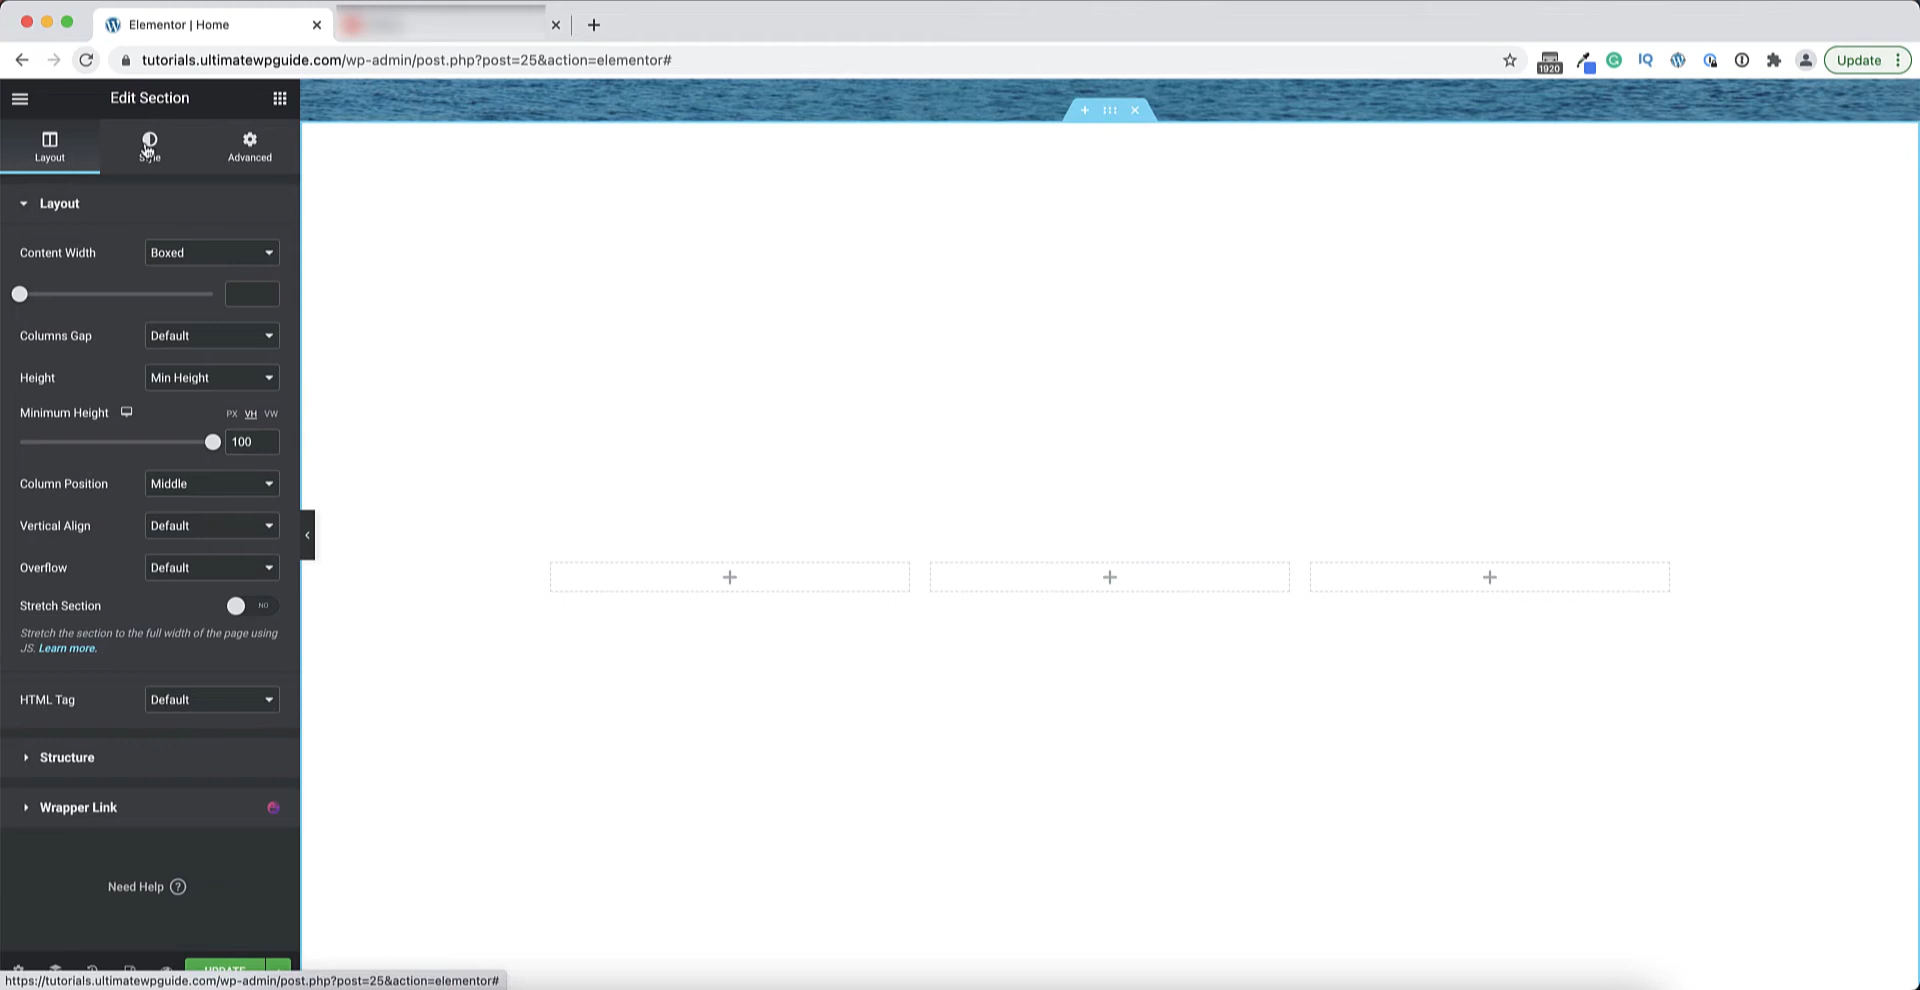 Elementor | Home
tutorials.ultimatewpguide.com/wp-admin/post.php?post=25&action=elementor#
1920
IQ
Update
Edit Section
Layout
Style
Advanced
Layout
Content Width
Boxed
Columns Gap
Default
Height
Min Height
Minimum Height
PX VH VW
100
Column Position
Middle
Vertical Align
Default
Overflow
Default
Stretch Section
NO
Stretch the section to the full width of the page using
JS. Learn more.
HTML Tag
Default
Structure
Wrapper Link
Need Help ?
UPDATE
https://tutorials.ultimatewpguide.com/wp-admin/post.php?post=25&action=elementor#